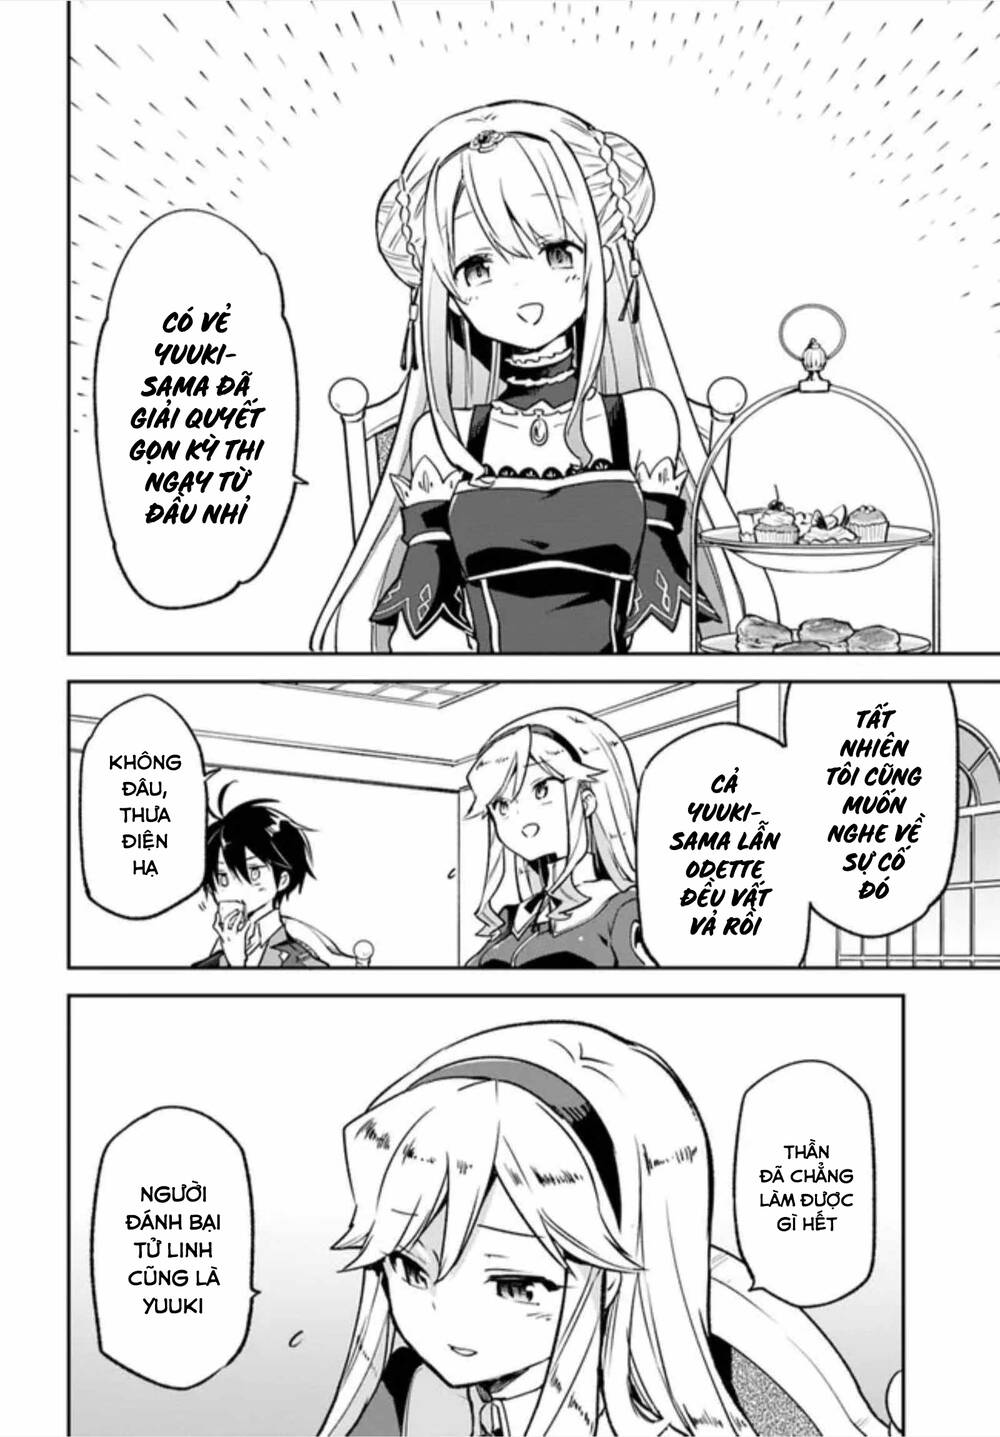 CÓ VẺ
YUUKI-
SAMA ĐÃ
GIẢI QUYẾT
GỌN KỲ THI
NGAY TỪ
ĐẦU NHỈ
TẤT
NHIÊN
TÔI CŨNG
MUỐN
NGHE VỀ
SỰ CỐ
ĐÓ
CẢ
YUUKI-
SAMA LẪN
ODETTE
ĐỀU VẤT
VẢ RỒI
KHÔNG
ĐÂU,
THƯA
ĐIỆN
HẠ
THẦN
ĐÃ CHẲNG
LÀM ĐƯỢC
GÌ HẾT
NGƯỜI
ĐÁNH BẠI
TỬ LINH
CŨNG LÀ
YUUKI